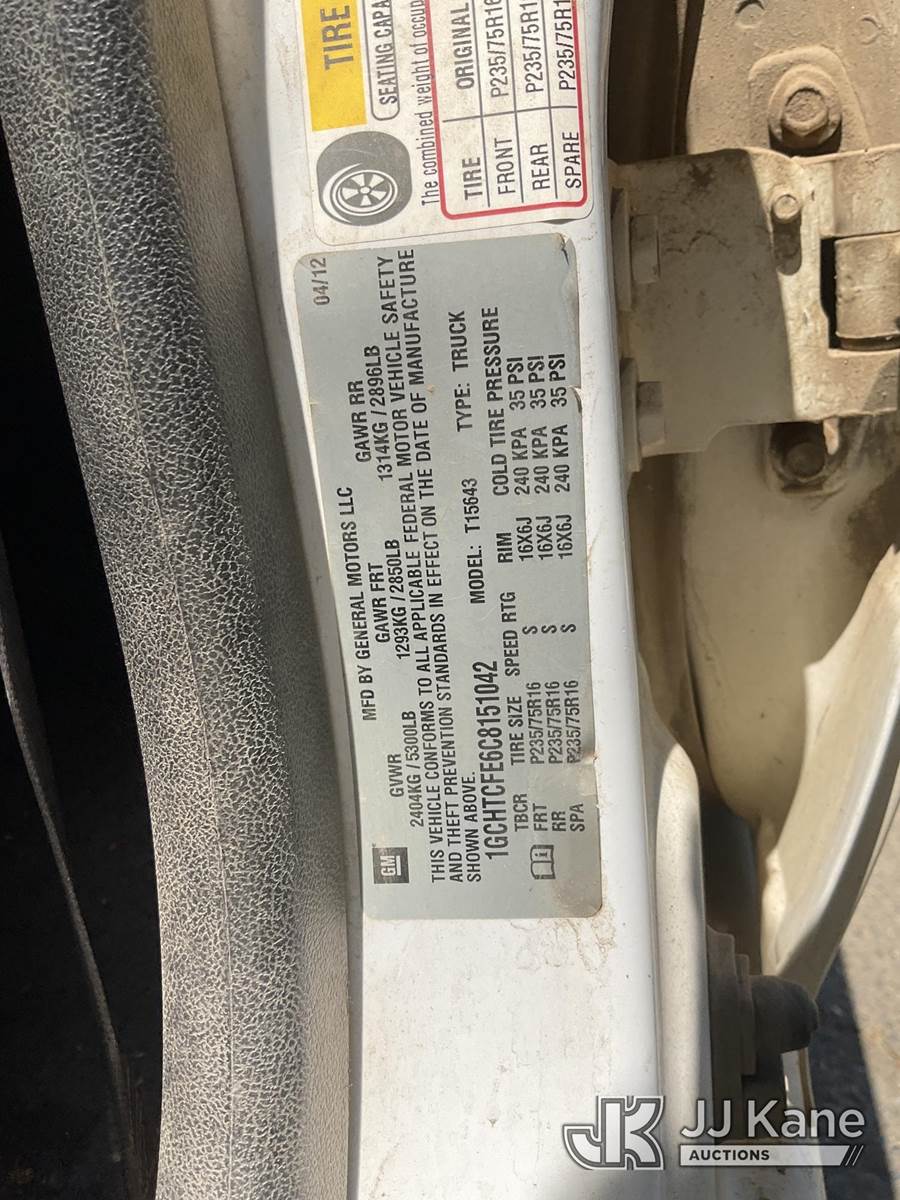 TIRE
SEATING CAPA
The combined weight of occup
TIRE ORIGINAL
FRONT P235/75R16
REAR P235/75R16
SPARE P235/75R1
04/12
MFD BY GENERAL MOTORS LLC
GVWR GAWR FRT GAWR RR
2404KG / 5300LB 1293KG / 2850LB 1314KG / 2896LB
THIS VEHICLE CONFORMS TO ALL APPLICABLE FEDERAL MOTOR VEHICLE SAFETY
AND THEFT PREVENTION STANDARDS IN EFFECT ON THE DATE OF MANUFACTURE
SHOWN ABOVE.
1GCHTCFE6C8151042 MODEL: T15643 TYPE: TRUCK
TBCR TIRE SIZE SPEED RTG RIM COLD TIRE PRESSURE
FRT P235/75R16 S 16X6J 240 KPA 35 PSI
RR P235/75R16 S 16X6J 240 KPA 35 PSI
SPA P235/75R16 S 16X6J 240 KPA 35 PSI
GM
JK JJ Kane
AUCTIONS